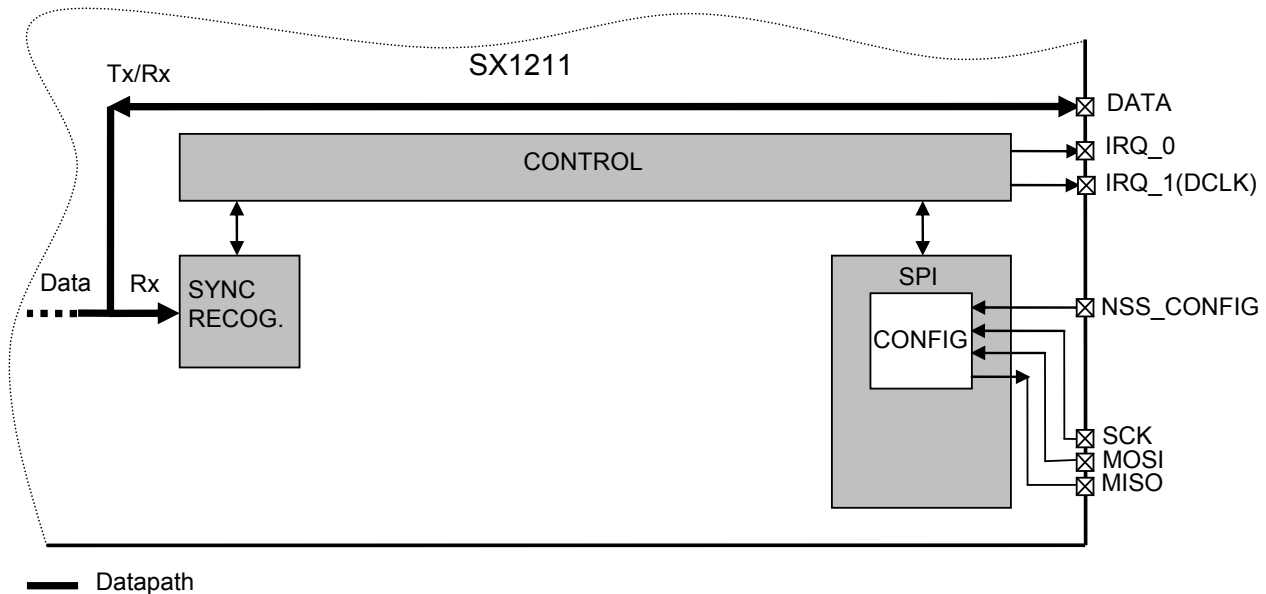 SX1211
Tx/Rx
DATA
CONTROL
IRQ_0
IRQ_1(DCLK)
Data
Rx
SYNC
RECOG.
SPI
CONFIG
NSS_CONFIG
SCK
MOSI
MISO
Datapath